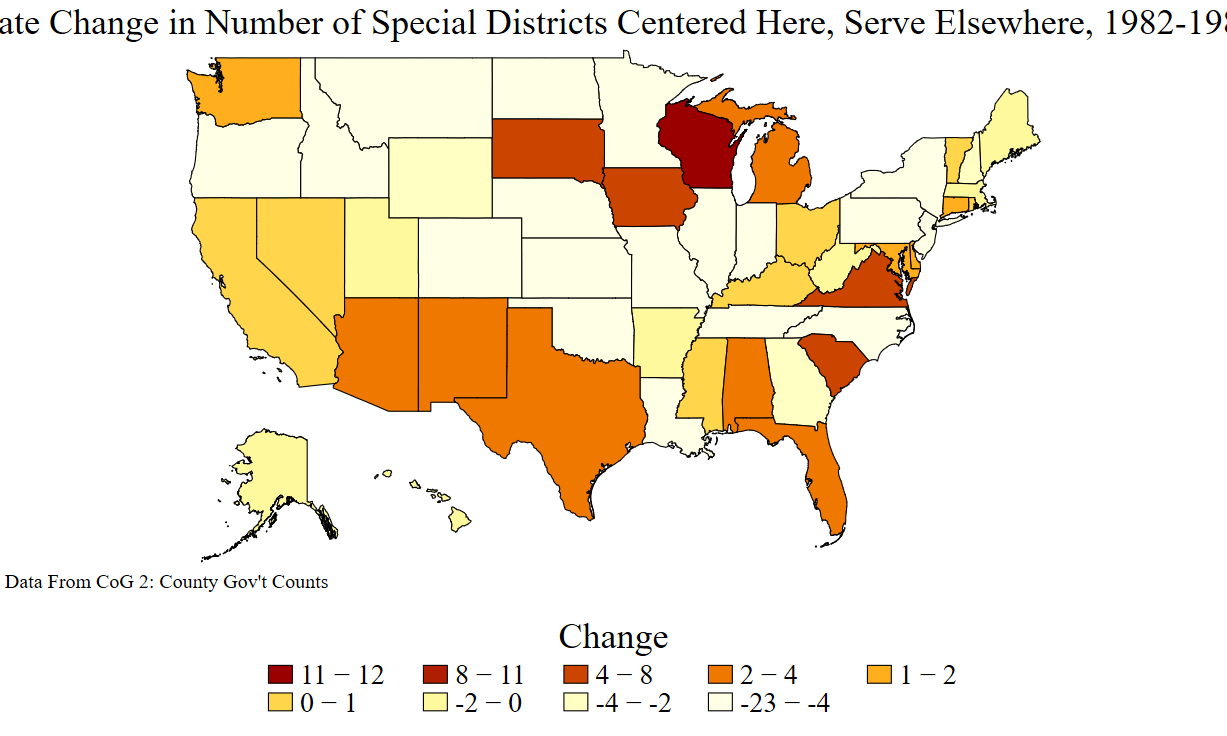 ate Change in Number of Special Districts Centered Here, Serve Elsewhere, 1982-198
Data From CoG 2: County Gov't Counts
Change
11 − 12 8 − 11 4 − 8 2 − 4 1 − 2
0 − 1 -2 − 0 -4 − -2 -23 − -4